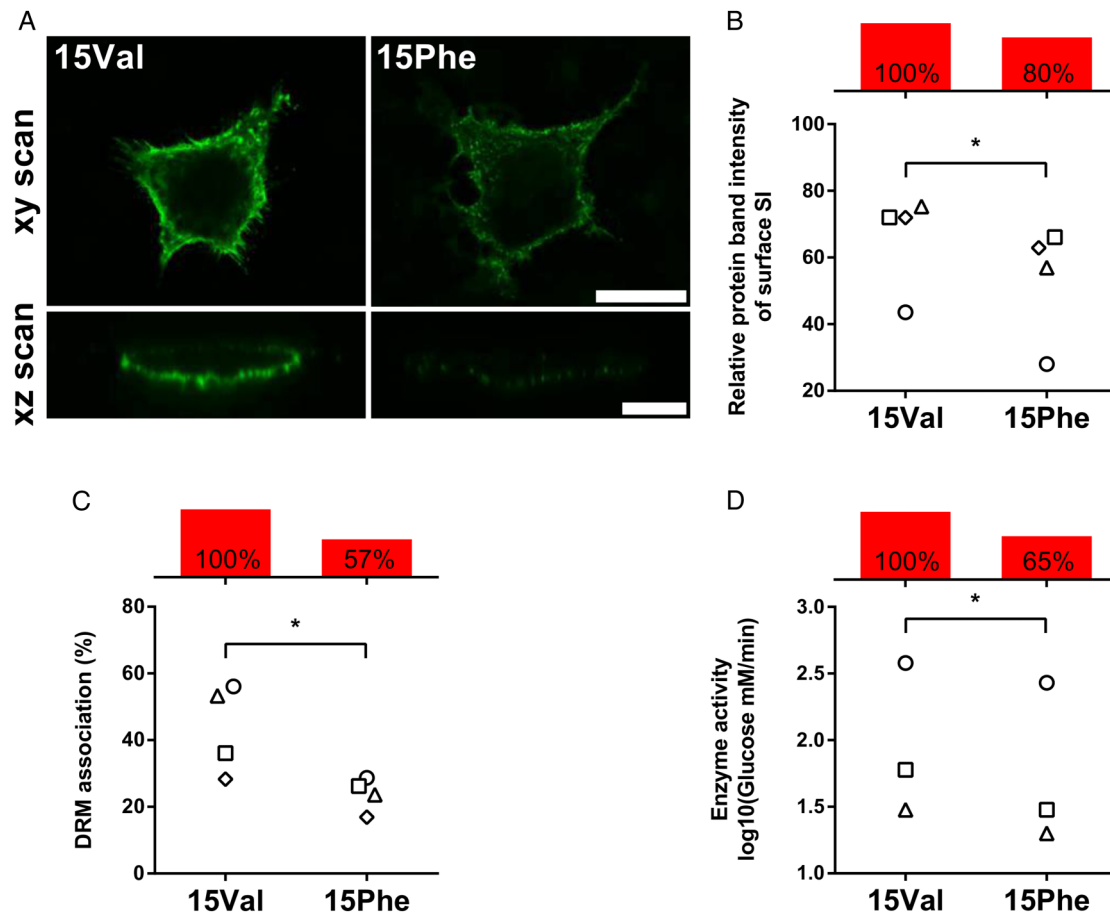 A
15Val
15Phe
xy scan
xz scan
B
100%
80%
Relative protein band intensity
of surface SI
100
80
60
40
20
*
15Val
15Phe
C
100%
57%
DRM association (%)
80
60
40
20
0
*
15Val
15Phe
D
100%
65%
Enzyme activity
log10(Glucose mM/min)
3.0
2.5
2.0
1.5
1.0
*
15Val
15Phe